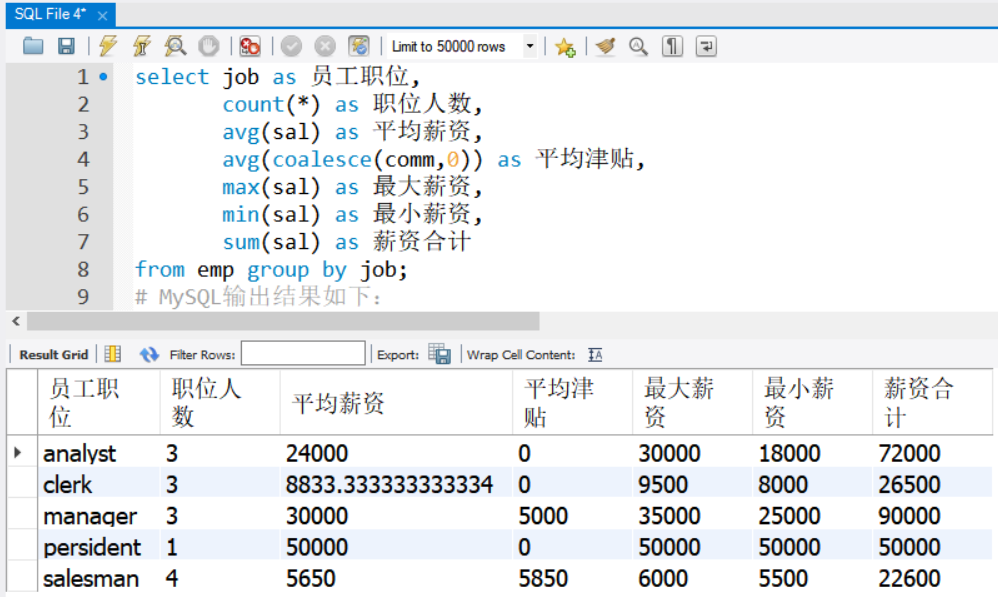 SQL File 4*
Limit to 50000 rows
1 select job as 员工职位,
2 count(*) as 职位人数,
3 avg(sal) as 平均薪资,
4 avg(coalesce(comm,0)) as 平均津贴,
5 max(sal) as 最大薪资,
6 min(sal) as 最小薪资,
7 sum(sal) as 薪资合计
8 from emp group by job;
9 # MySQL输出结果如下:
Result Grid Filter Rows: Export: Wrap Cell Content:
员工职位 职位人数 平均薪资 平均津贴 最大薪资 最小薪资 薪资合计
analyst 3 24000 0 30000 18000 72000
clerk 3 8833.333333333334 0 9500 8000 26500
manager 3 30000 5000 35000 25000 90000
persident 1 50000 0 50000 50000 50000
salesman 4 5650 5850 6000 5500 22600